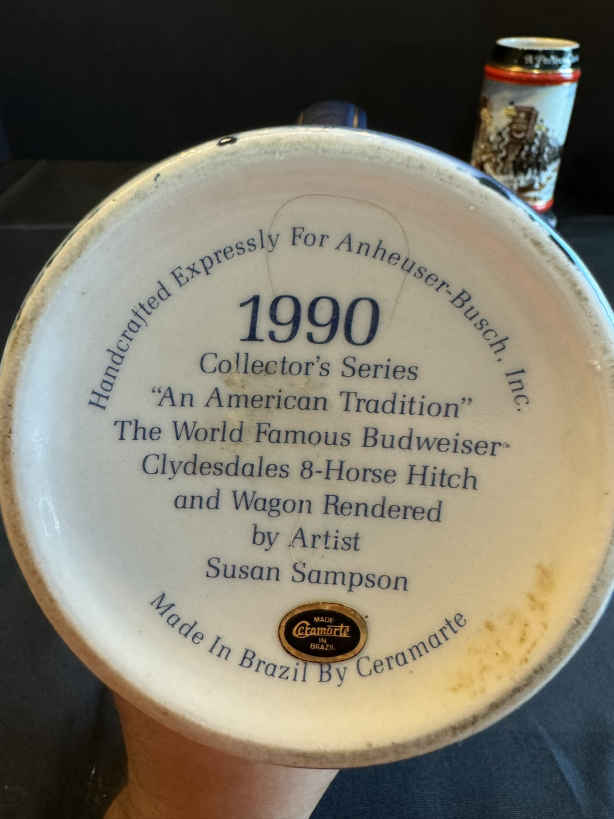 Handcrafted Expressly For Anheuser-Busch, Inc.
1990
Collector's Series
"An American Tradition"
The World Famous Budweiser™
Clydesdales 8-Horse Hitch
and Wagon Rendered
by Artist
Susan Sampson
MADE
Ceramarte
IN
BRAZIL
Made In Brazil By Ceramarte